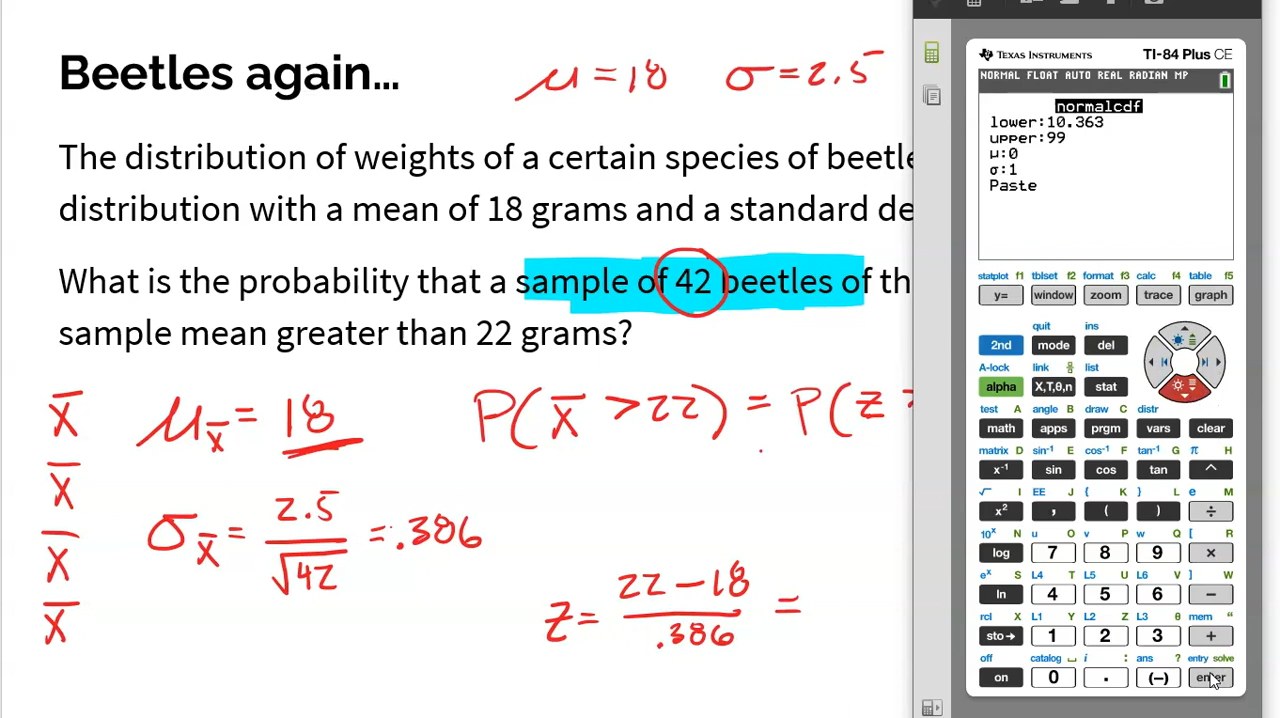 Beetles again...
μ = 18 σ = 2.5
The distribution of weights of a certain species of
distribution with a mean of 18 grams and a standard
What is the probability that a sample of 42 beetles of
sample mean greater than 22 grams?
x̄ μx̄ = 18 P(x̄ > 22) = P(z
x̄
x̄ σx̄ = 2.5 / √42 = .386
x̄ z = 22 – 18 / .386 =
TEXAS INSTRUMENTS TI-84 Plus CE
NORMAL FLOAT AUTO REAL RADIAN MP
normalcdf
lower:10.363
upper:99
μ:0
σ:1
Paste
statplot f1 tblset f2 format f3 calc f4 table f5
y= window zoom trace graph
quit ins
2nd mode del
A-lock link list
alpha X,T,θ,n stat
test A angle B draw C distr
math apps prgm vars clear
matrix D sin⁻¹ E cos⁻¹ F tan⁻¹ G π H
x⁻¹ sin cos tan ^
√ I EE J { K } L e M
x² , ( ) ÷
10ˣ N u O v P w Q [ R
log 7 8 9 ×
eˣ S L4 T L5 U L6 V ] W
ln 4 5 6 −
rcl X L1 Y L2 Z L3 θ mem "
sto→ 1 2 3 +
off catalog ⎵ i : ans ? entry solve
on 0 . (−) enter